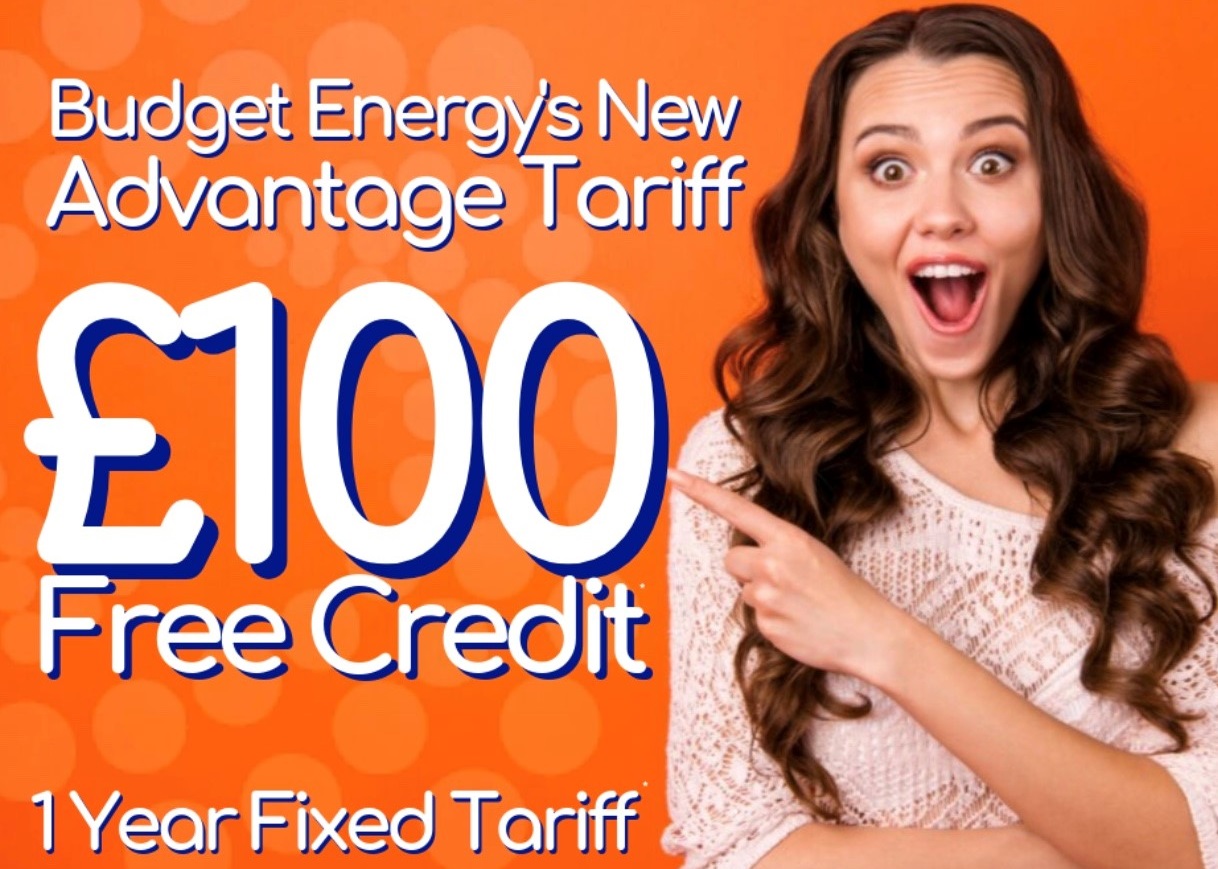 Budget Energy's New
Advantage Tariff
£100
Free Credit*
1 Year Fixed Tariff*